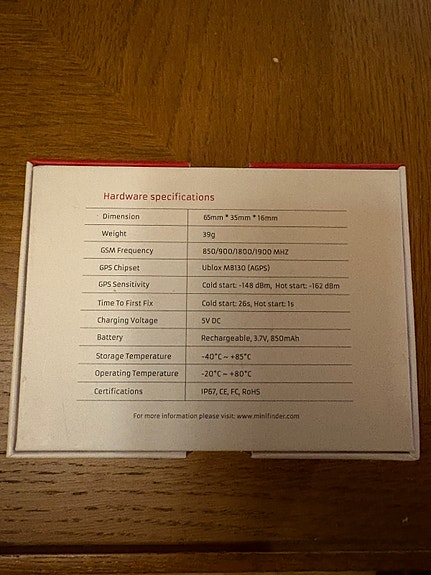 Hardware specifications
Dimension 65mm * 35mm * 16mm
Weight 39g
GSM Frequency 850/900/1800/1900 MHZ
GPS Chipset Ublox M8130 (AGPS)
GPS Sensitivity Cold start: -148 dBm, Hot start: -162 dBm
Time To First Fix Cold start: 26s, Hot start: 1s
Charging Voltage 5V DC
Battery Rechargeable, 3.7V, 850mAh
Storage Temperature -40°C ~ +85°C
Operating Temperature -20°C ~ +80°C
Certifications IP67, CE, FC, RoHS
For more information please visit: www.minifinder.com